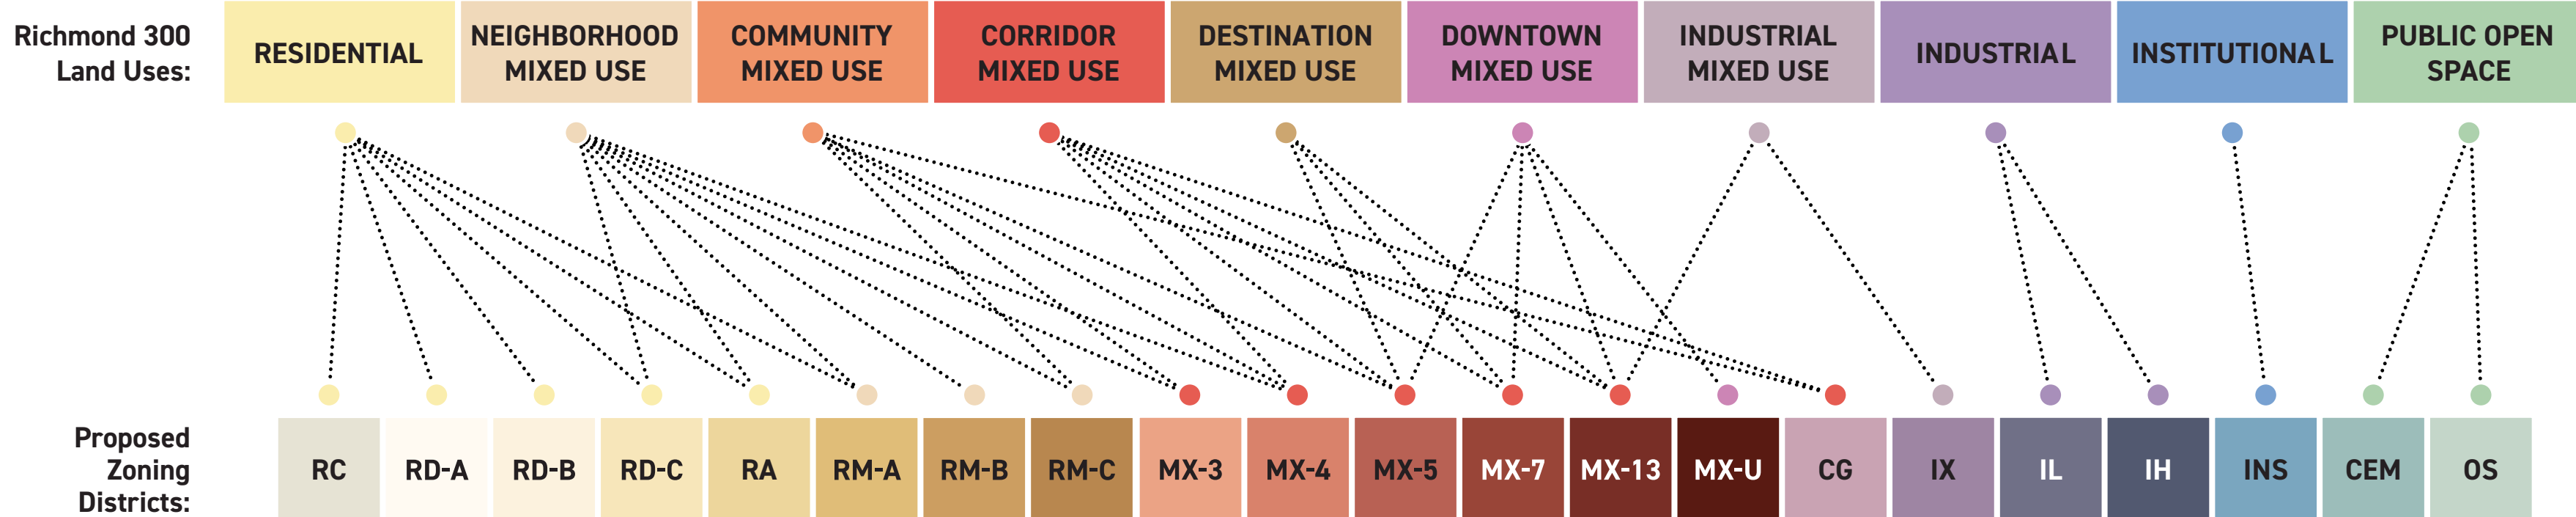 Richmond 300
Land Uses:
RESIDENTIAL
NEIGHBORHOOD
MIXED USE
COMMUNITY
MIXED USE
CORRIDOR
MIXED USE
DESTINATION
MIXED USE
DOWNTOWN
MIXED USE
INDUSTRIAL
MIXED USE
INDUSTRIAL
INSTITUTIONAL
PUBLIC OPEN
SPACE
Proposed
Zoning
Districts:
RC
RD-A
RD-B
RD-C
RA
RM-A
RM-B
RM-C
MX-3
MX-4
MX-5
MX-7
MX-13
MX-U
CG
IX
IL
IH
INS
CEM
OS